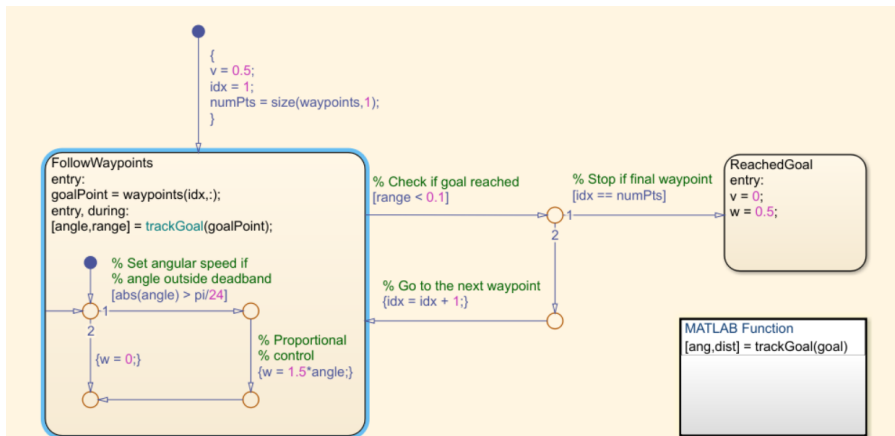 {
v = 0.5;
idx = 1;
numPts = size(waypoints,1);
}
FollowWaypoints
entry:
goalPoint = waypoints(idx,:);
entry, during:
[angle,range] = trackGoal(goalPoint);
% Set angular speed if
% angle outside deadband
[abs(angle) > pi/24]
1
2
{w = 0;}
% Proportional
% control
{w = 1.5*angle;}
% Check if goal reached
[range < 0.1]
1
2
% Stop if final waypoint
[idx == numPts]
% Go to the next waypoint
{idx = idx + 1;}
ReachedGoal
entry:
v = 0;
w = 0.5;
MATLAB Function
[ang,dist] = trackGoal(goal)